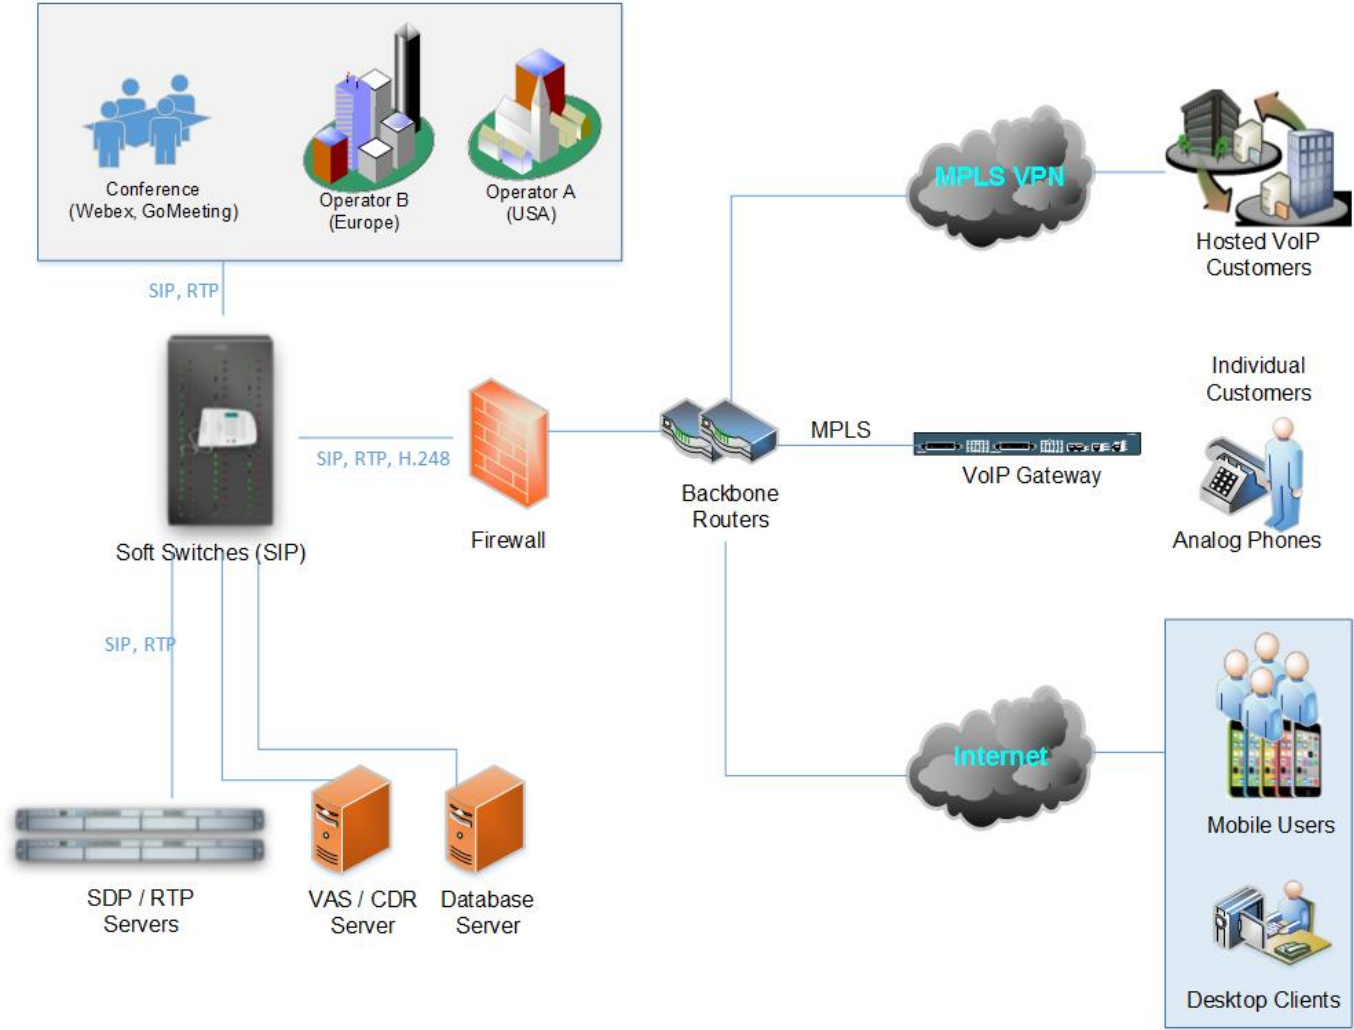 Conference
(Webex, GoMeeting)
Operator B
(Europe)
Operator A
(USA)
MPLS VPN
Hosted VoIP
Customers
SIP, RTP
Individual
Customers
SIP, RTP, H.248
MPLS
VoIP Gateway
Backbone
Routers
Firewall
Analog Phones
Soft Switches (SIP)
SIP, RTP
Internet
Mobile Users
SDP / RTP
Servers
VAS / CDR
Server
Database
Server
Desktop Clients